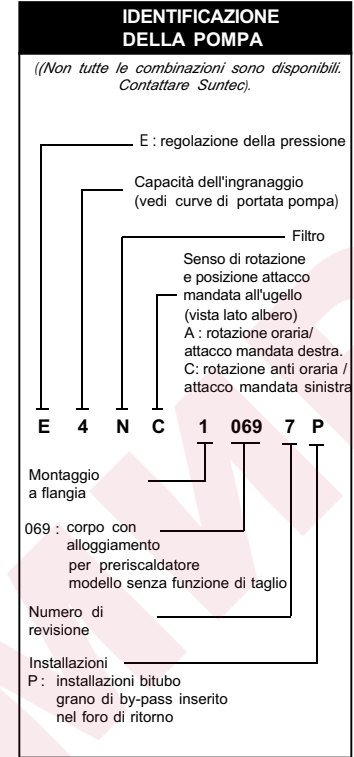 IDENTIFICAZIONE
DELLA POMPA
((Non tutte le combinazioni sono disponibili.
Contattare Suntec).
E : regolazione della pressione
Capacità dell'ingranaggio
(vedi curve di portata pompa)
Filtro
Senso di rotazione
e posizione attacco
mandata all'ugello
(vista lato albero)
A : rotazione oraria/
attacco mandata destra.
C: rotazione anti oraria /
attacco mandata sinistra
E 4 N C 1 069 7 P
Montaggio
a flangia
069 : corpo con
alloggiamento
per preriscaldatore
modello senza funzione di taglio
Numero di
revisione
Installazioni
P : installazioni bitubo
grano di by-pass inserito
nel foro di ritorno